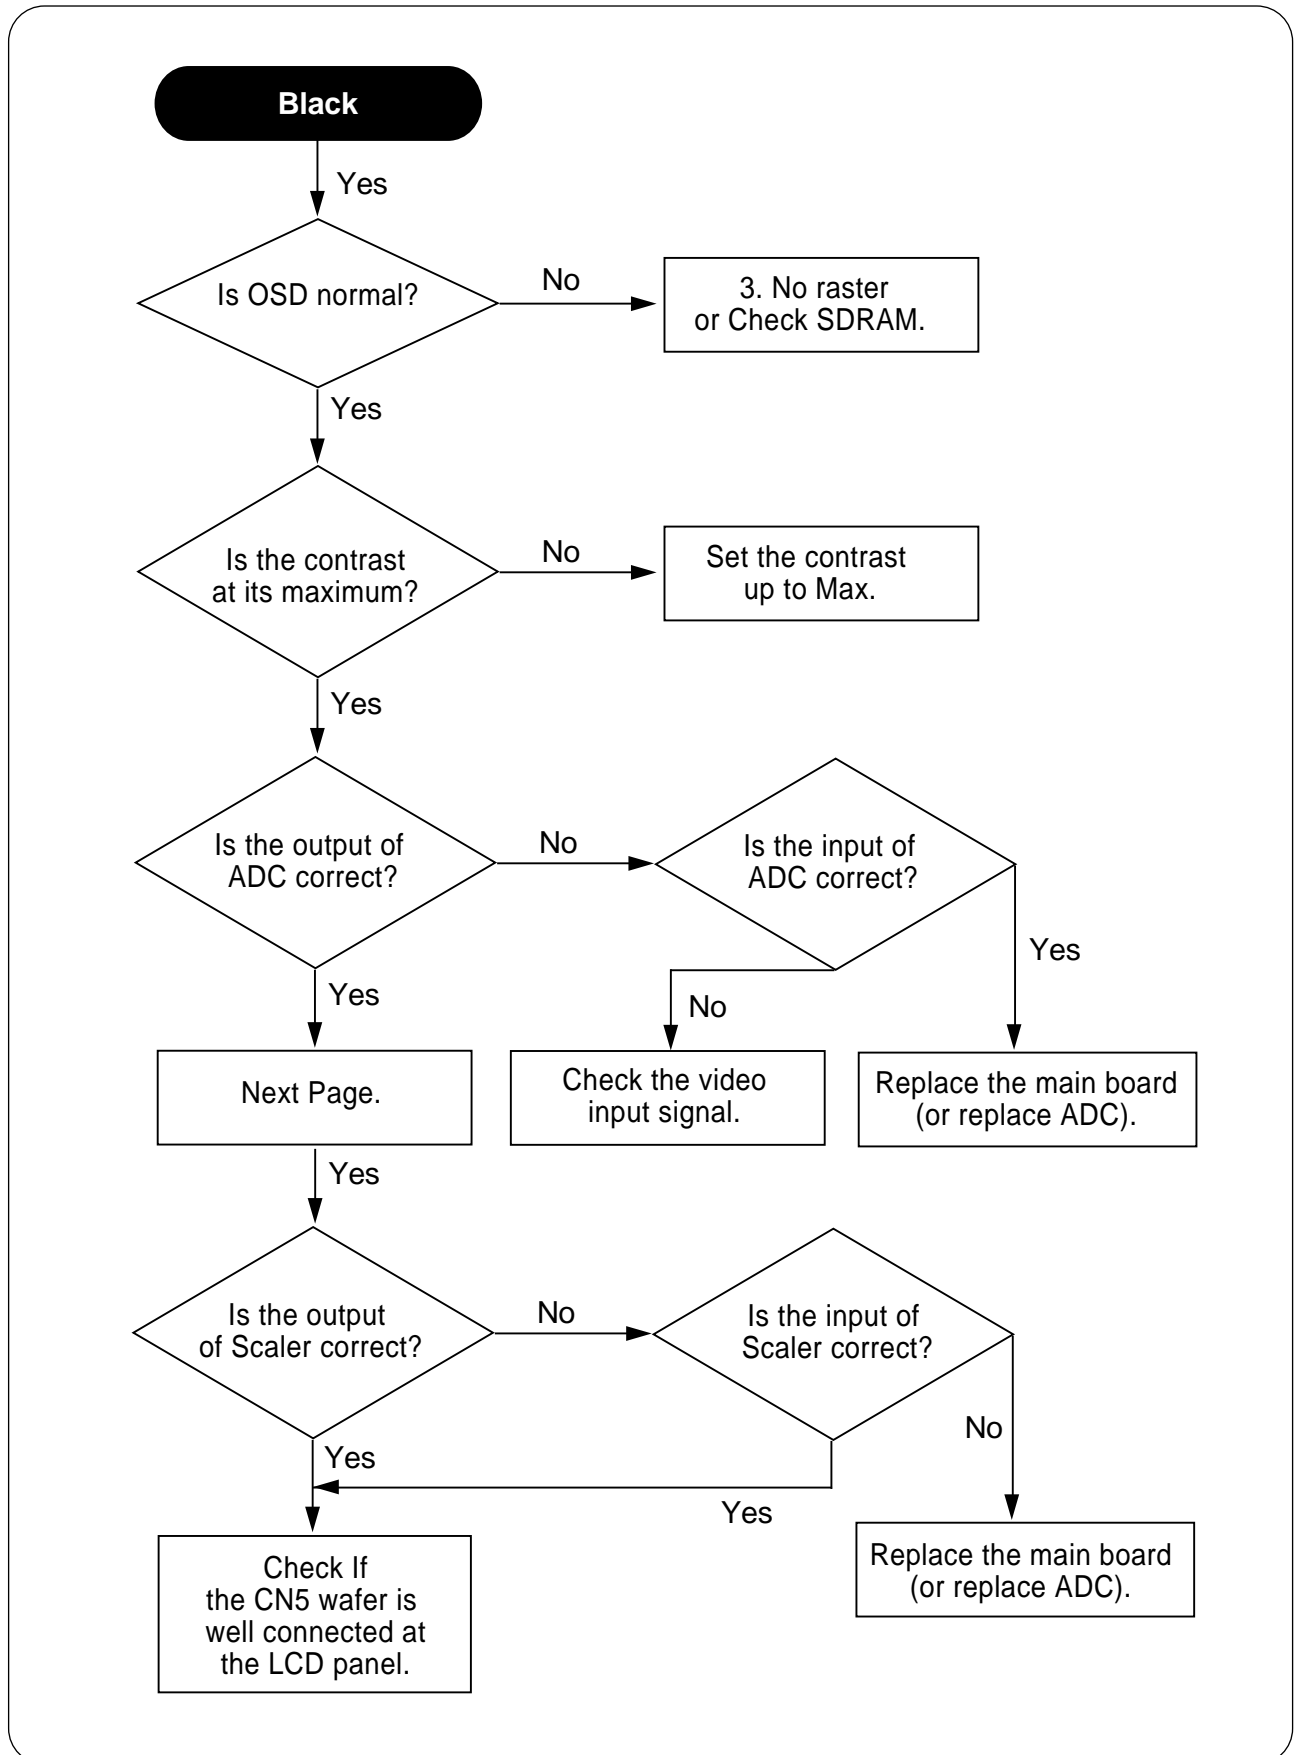 Black
Yes
Is OSD normal?
No
3. No raster
or Check SDRAM.
Yes
Is the contrast
at its maximum?
No
Set the contrast
up to Max.
Yes
Is the output of
ADC correct?
No
Is the input of
ADC correct?
Yes
No
Yes
Next Page.
Check the video
input signal.
Replace the main board
(or replace ADC).
Yes
Is the output
of Scaler correct?
No
Is the input of
Scaler correct?
No
Yes
Yes
Check If
the CN5 wafer is
well connected at
the LCD panel.
Replace the main board
(or replace ADC).